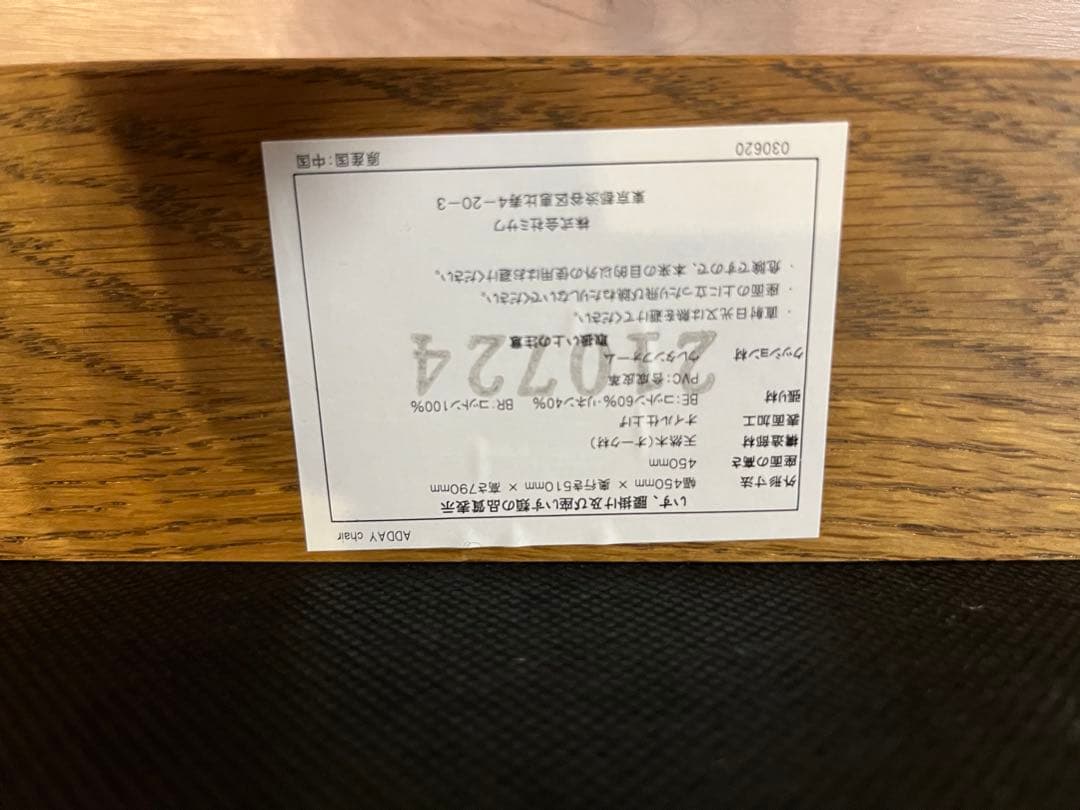 ADDAY chair
いす、腰掛け及び座いす類の品質表示
外形寸法 幅450mm × 奥行き510mm × 高さ790mm
座面の高さ 450mm
構造部材 天然木(オーク材)
表面加工 オイル仕上げ
張り材 BE:コットン60%・リネン40% BR:コットン100%
PVC:合成皮革
クッション材 ウレタンフォーム
210724
取扱い上の注意
・直射日光又は熱を避けてください。
・座面の上に立ったり飛び跳ねたりしないでください。
・危険ですので、本来の目的以外の使用はお避けください。
株式会社ミサワ
東京都渋谷区恵比寿4-20-3
030620 原産国:中国